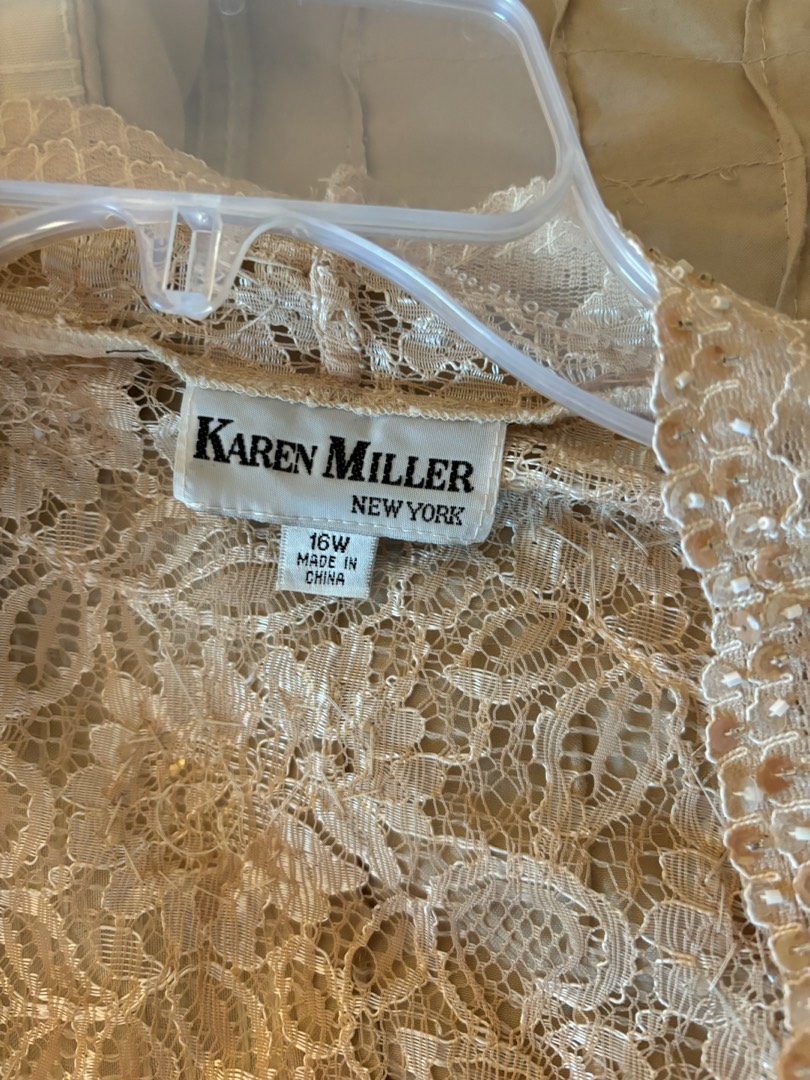 KAREN MILLER
NEW YORK
16W
MADE IN
CHINA